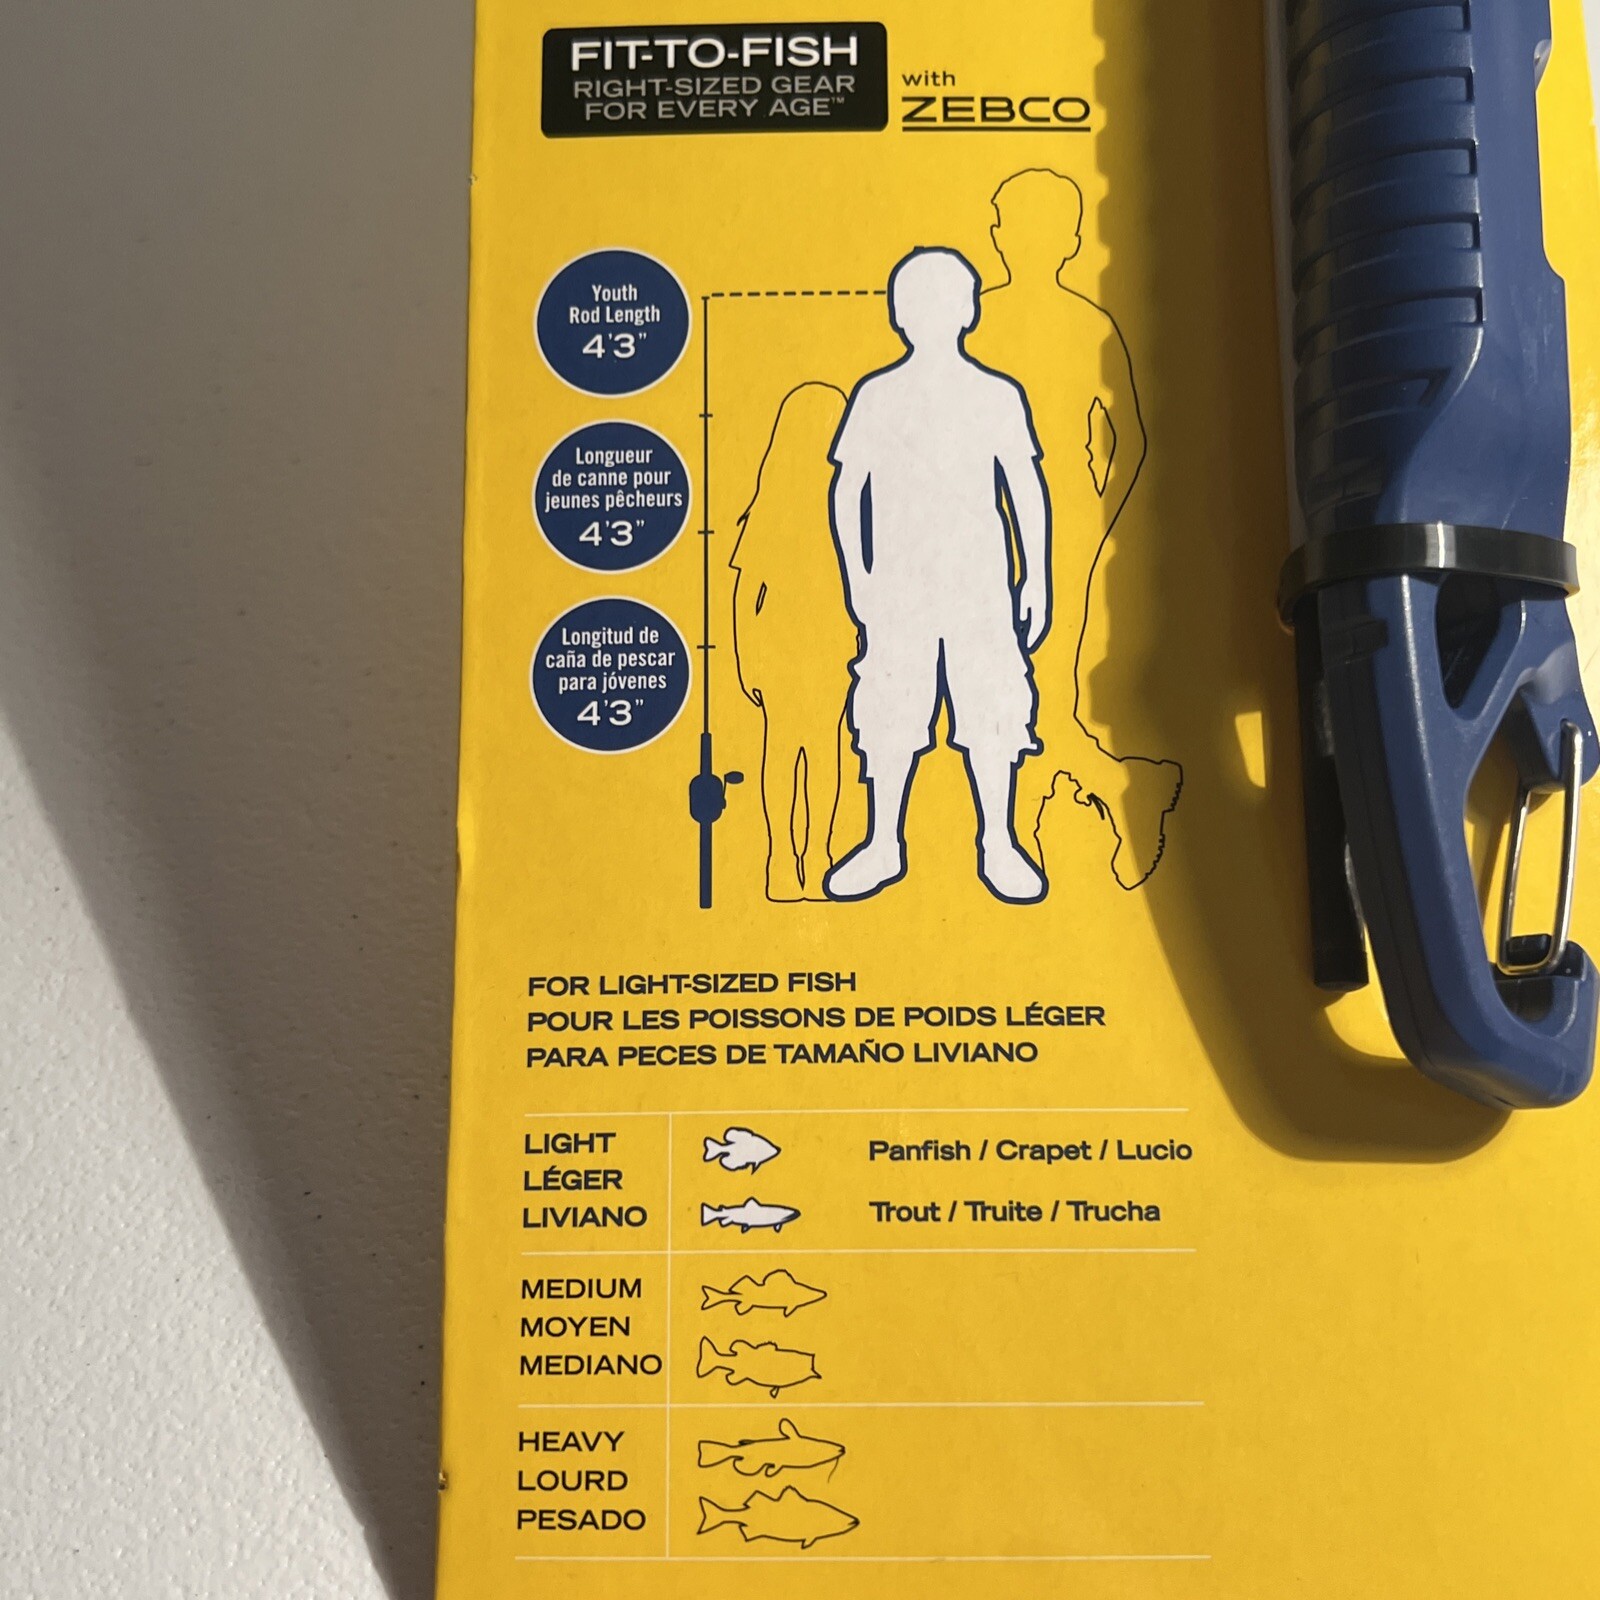 FIT-TO-FISH
RIGHT-SIZED GEAR
FOR EVERY AGE™
with
ZEBCO
Youth
Rod Length
4'3"
Longueur
de canne pour
jeunes pêcheurs
4'3"
Longitud de
caña de pescar
para jóvenes
4'3"
FOR LIGHT-SIZED FISH
POUR LES POISSONS DE POIDS LÉGER
PARA PECES DE TAMAÑO LIVIANO
LIGHT
LÉGER
LIVIANO
Panfish / Crapet / Lucio
Trout / Truite / Trucha
MEDIUM
MOYEN
MEDIANO
HEAVY
LOURD
PESADO